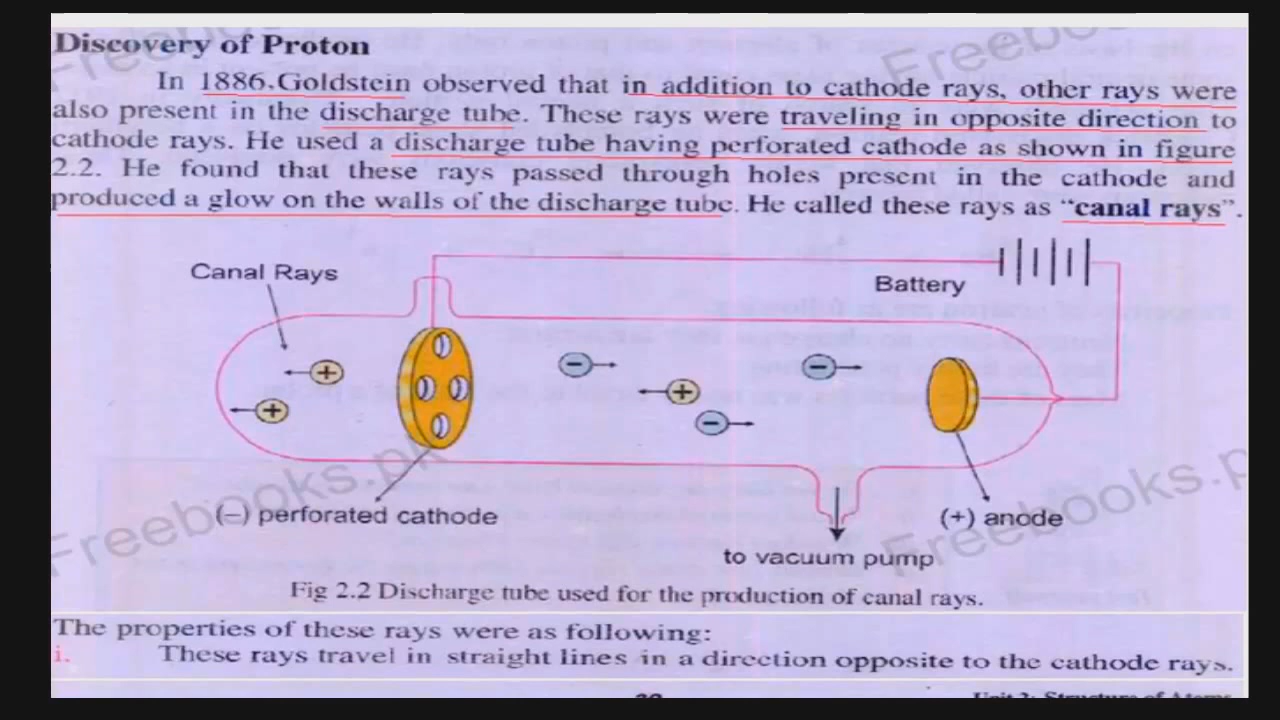 Discovery of Proton
In 1886, Goldstein observed that in addition to cathode rays, other rays were
also present in the discharge tube. These rays were traveling in opposite direction to
cathode rays. He used a discharge tube having perforated cathode as shown in figure
2.2. He found that these rays passed through holes present in the cathode and
produced a glow on the walls of the discharge tube. He called these rays as “canal rays”.
Canal Rays
Battery
+
−
−
+
+
−
(−) perforated cathode
(+) anode
to vacuum pump
Fig 2.2 Discharge tube used for the production of canal rays.
The properties of these rays were as following:
i. These rays travel in straight lines in a direction opposite to the cathode rays.
Freebooks.pk
Freebooks.pk